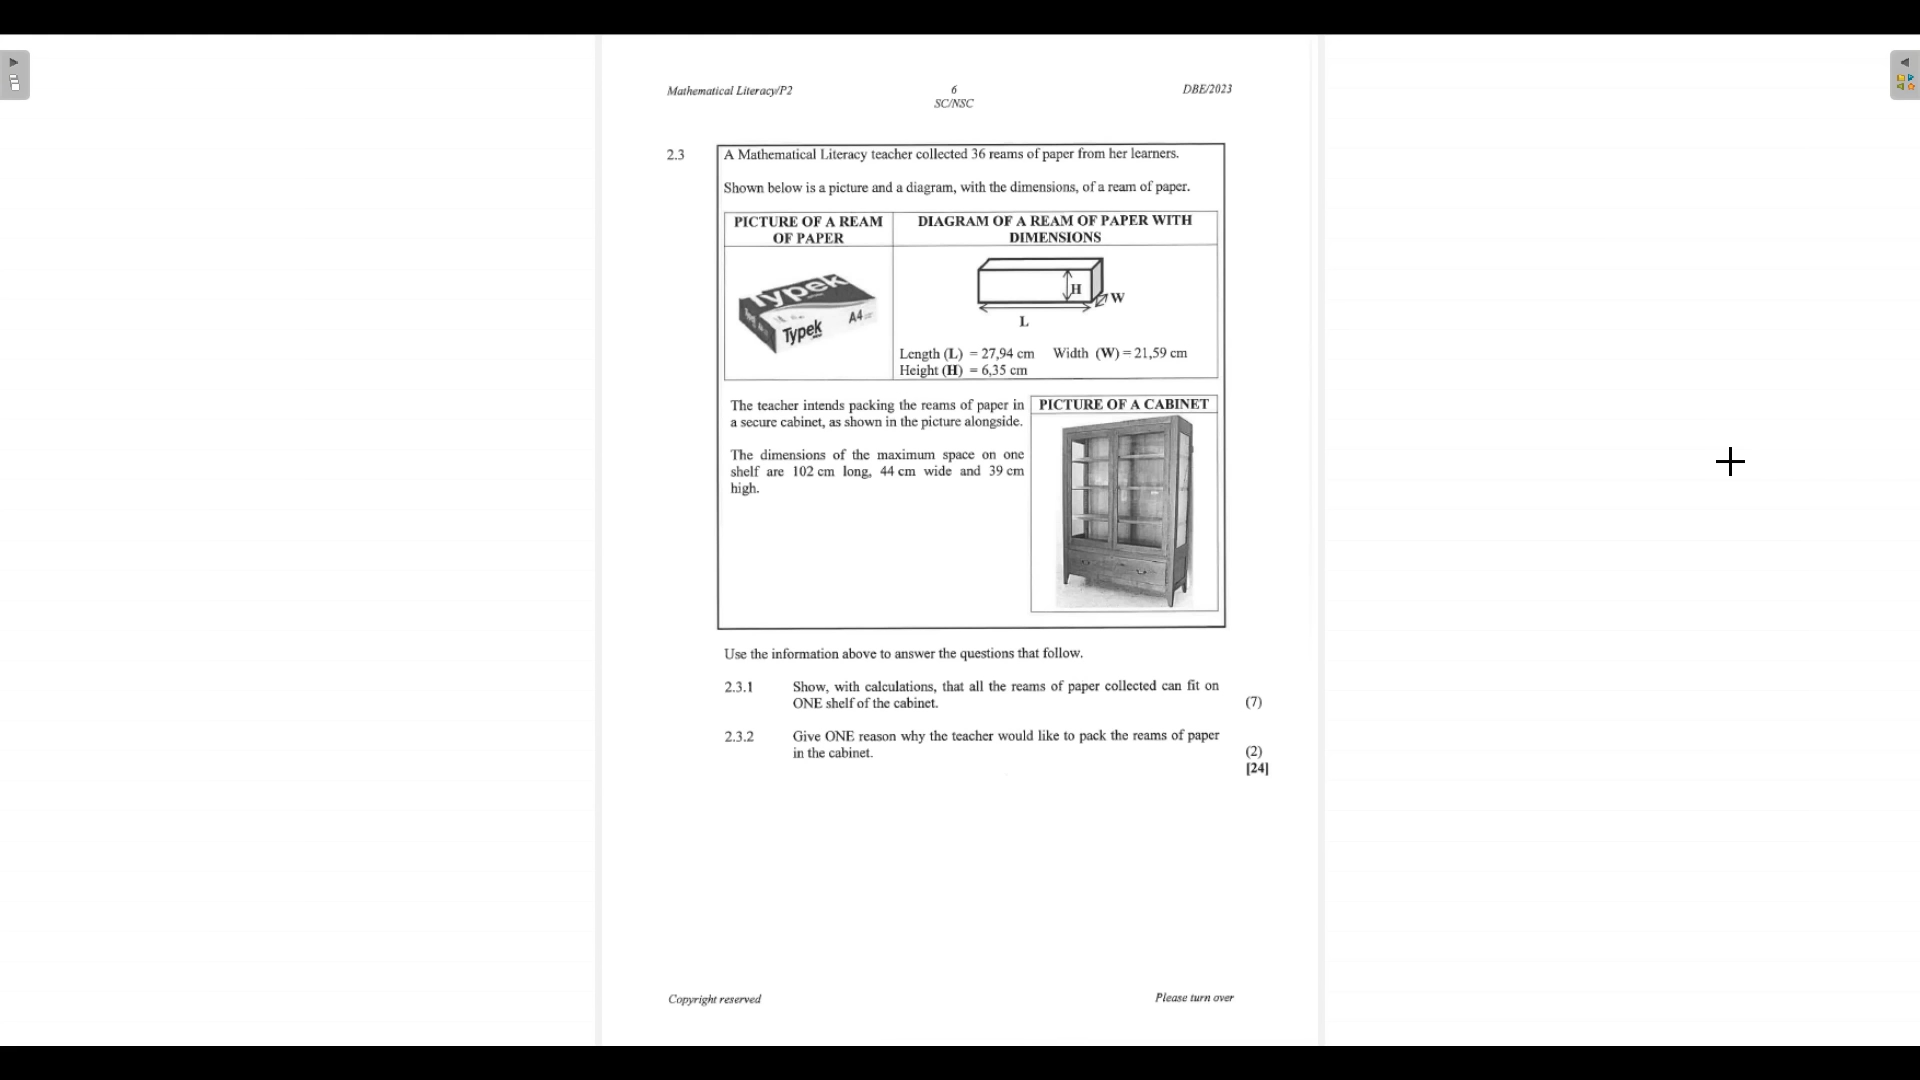 Mathematical Literacy/P2 6 DBE/2023
SC/NSC
2.3 A Mathematical Literacy teacher collected 36 reams of paper from her learners.
Shown below is a picture and a diagram, with the dimensions, of a ream of paper.
PICTURE OF A REAM
OF PAPER
DIAGRAM OF A REAM OF PAPER WITH
DIMENSIONS
Typek
Typek
A4
H
W
L
Length (L) = 27,94 cm Width (W) = 21,59 cm
Height (H) = 6,35 cm
The teacher intends packing the reams of paper in
a secure cabinet, as shown in the picture alongside.
The dimensions of the maximum space on one
shelf are 102 cm long, 44 cm wide and 39 cm
high.
PICTURE OF A CABINET
Use the information above to answer the questions that follow.
2.3.1 Show, with calculations, that all the reams of paper collected can fit on
ONE shelf of the cabinet. (7)
2.3.2 Give ONE reason why the teacher would like to pack the reams of paper
in the cabinet. (2)
[24]
Copyright reserved Please turn over